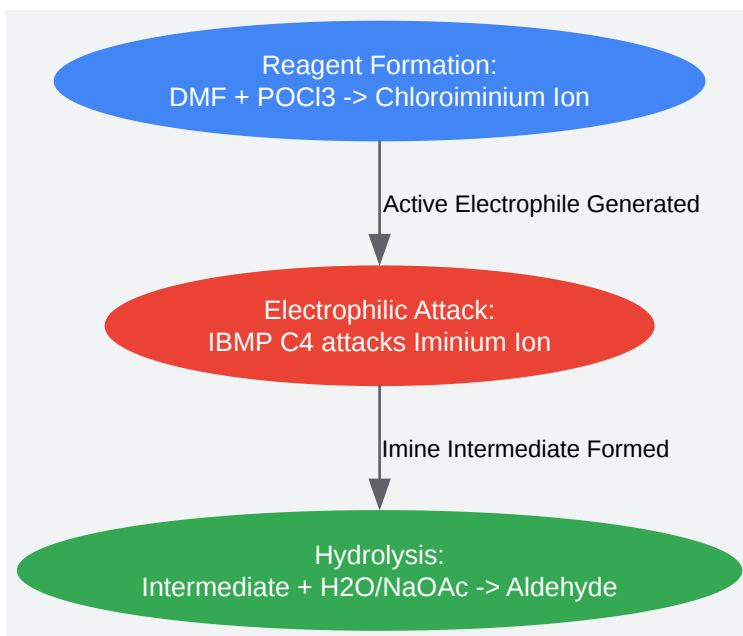 Reagent Formation:
DMF + POCl3 -> Chloroiminium Ion
Active Electrophile Generated
Electrophilic Attack:
IBMP C4 attacks Iminium Ion
Imine Intermediate Formed
Hydrolysis:
Intermediate + H2O/NaOAc -> Aldehyde